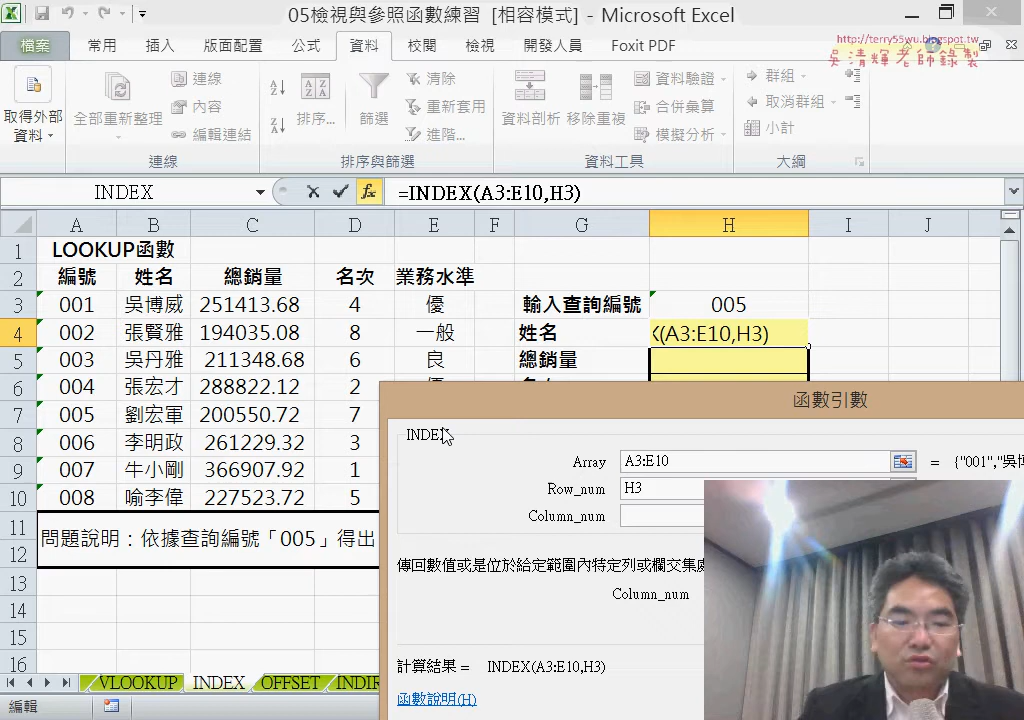 05檢視與參照函數練習 [相容模式] - Microsoft Excel
檔案 常用 插入 版面配置 公式 資料 校閱 檢視 開發人員 Foxit PDF
http://terry55wu.blogspot.tw
吳清輝老師錄製
取得外部資料 全部重新整理 連線 內容 編輯連結 排序... 篩選 清除 重新套用 進階... 資料剖析 移除重複 資料驗證 合併彙算 模擬分析 群組 取消群組 小計
連線 排序與篩選 資料工具 大綱
INDEX =INDEX(A3:E10,H3)
A B C D E F G H I J
1 LOOKUP函數
2 編號 姓名 總銷量 名次 業務水準
3 001 吳博威 251413.68 4 優 輸入查詢編號 005
4 002 張賢雅 194035.08 8 一般 姓名 X(A3:E10,H3)
5 003 吳丹雅 211348.68 6 良 總銷量
6 004 張宏才 288822.12 2
7 005 劉宏軍 200550.72 7
8 006 李明政 261229.32 3
9 007 牛小剛 366907.92 1
10 008 喻李偉 227523.72 5
11
12 問題說明：依據查詢編號「005」得出
13
14
15
16
函數引數
INDEX
Array A3:E10 = {"001","吳博
Row_num H3
Column_num
傳回數值或是位於給定範圍內特定列或欄交集處
Column_num
計算結果 = INDEX(A3:E10,H3)
函數說明(H)
VLOOKUP INDEX OFFSET INDIR
編輯